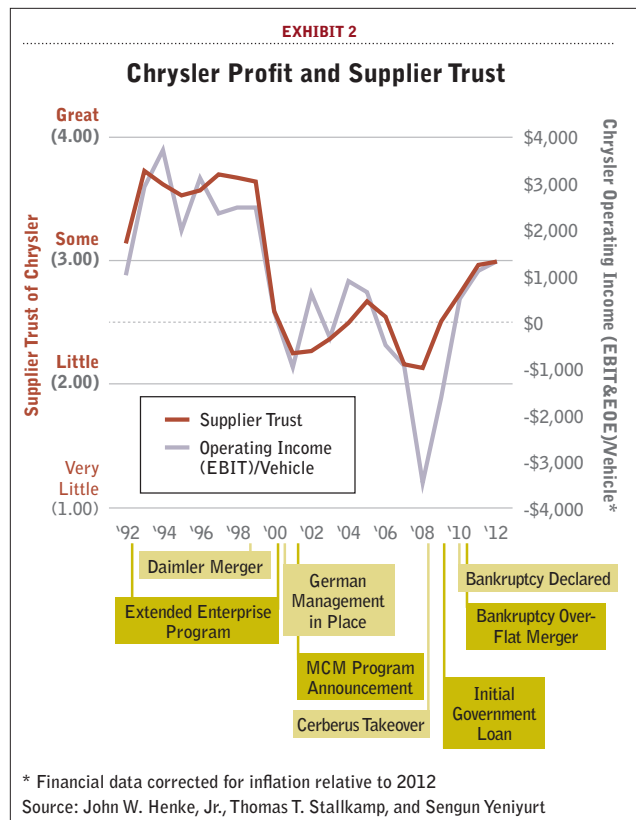 EXHIBIT 2
Chrysler Profit and Supplier Trust
Great
(4.00)
Some
(3.00)
Little
(2.00)
Very
Little
(1.00)
Supplier Trust of Chrysler
$4,000
$3,000
$2,000
$1,000
$0
-$1,000
-$2,000
-$3,000
-$4,000
Chrysler Operating Income (EBIT&EOE)/Vehicle*
Supplier Trust
Operating Income
(EBIT)/Vehicle
'92 '94 '96 '98 '00 '02 '04 '06 '08 '10 '12
Daimler Merger
Extended Enterprise
Program
German
Management
in Place
MCM Program
Announcement
Cerberus Takeover
Bankruptcy Declared
Bankruptcy Over-
Flat Merger
Initial
Government
Loan
* Financial data corrected for inflation relative to 2012
Source: John W. Henke, Jr., Thomas T. Stallkamp, and Sengun Yeniyurt